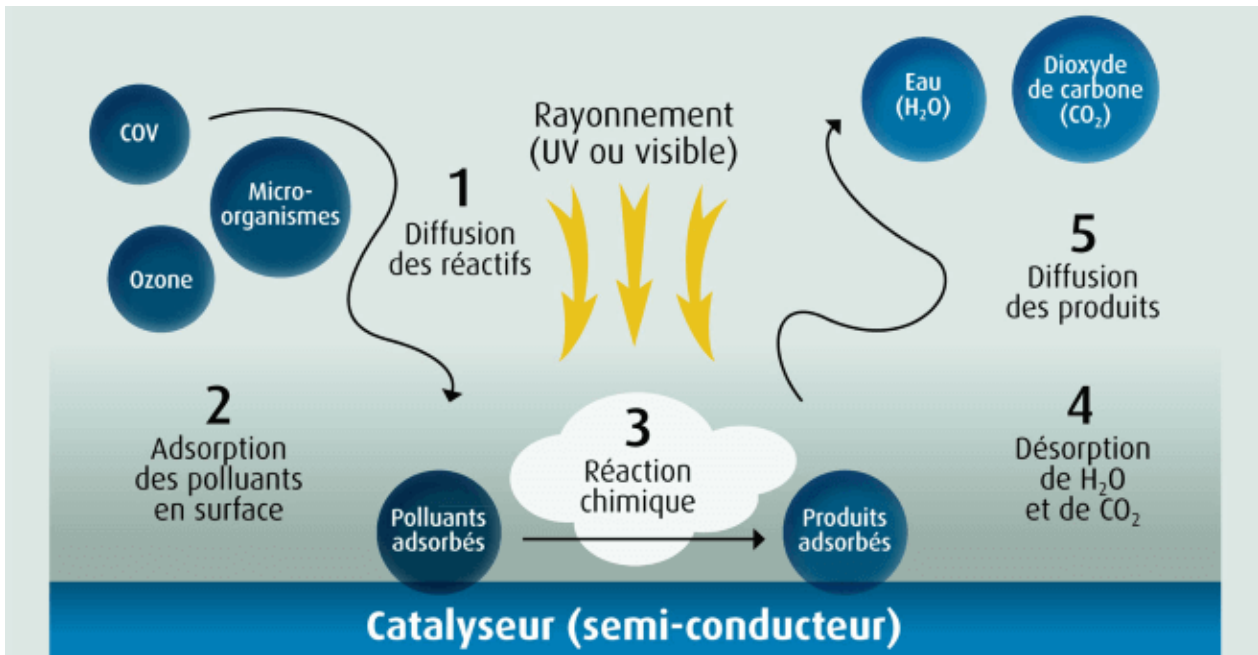 COV
Micro-
organismes
Ozone
1
Diffusion
des réactifs
Rayonnement
(UV ou visible)
Eau
(H₂O)
Dioxyde
de carbone
(CO₂)
5
Diffusion
des produits
2
Adsorption
des polluants
en surface
Polluants
adsorbés
3
Réaction
chimique
Produits
adsorbés
4
Désorption
de H₂O
et de CO₂
Catalyseur (semi-conducteur)